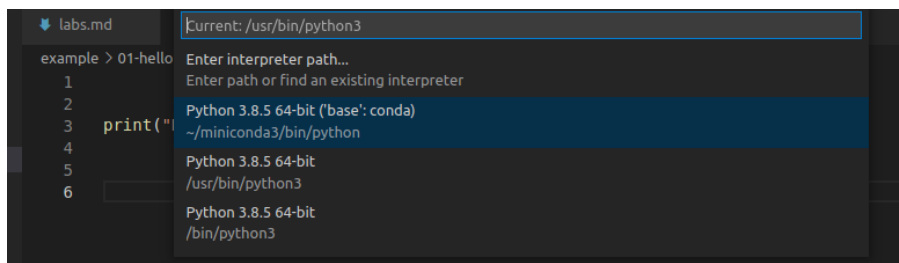 labs.md
Current: /usr/bin/python3
example > 01-hello
Enter interpreter path...
Enter path or find an existing interpreter
1
2
Python 3.8.5 64-bit ('base': conda)
3 print("
~/miniconda3/bin/python
4
5
Python 3.8.5 64-bit
/usr/bin/python3
6
Python 3.8.5 64-bit
/bin/python3